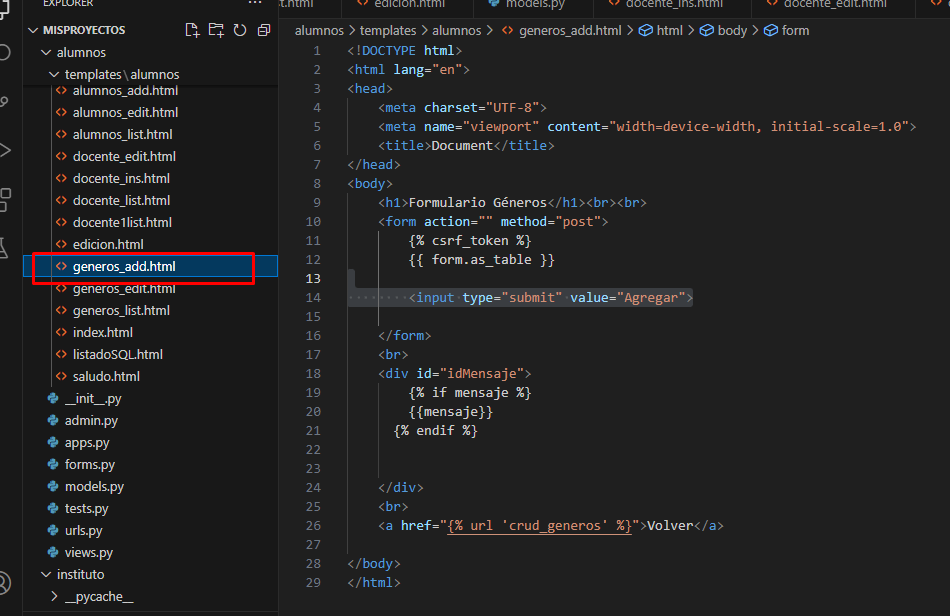 EXPLORER ...
t.html edicion.html models.py docente_ins.html docente_edit.html
MISPROYECTOS
alumnos
templates\alumnos
alumnos_add.html
alumnos_edit.html
alumnos_list.html
docente_edit.html
docente_ins.html
docente_list.html
docente1list.html
edicion.html
generos_add.html
generos_edit.html
generos_list.html
index.html
listadoSQL.html
saludo.html
__init__.py
admin.py
apps.py
forms.py
models.py
tests.py
urls.py
views.py
instituto
__pycache__
alumnos > templates > alumnos > generos_add.html > html > body > form
1 <!DOCTYPE html>
2 <html lang="en">
3 <head>
4 <meta charset="UTF-8">
5 <meta name="viewport" content="width=device-width, initial-scale=1.0">
6 <title>Document</title>
7 </head>
8 <body>
9 <h1>Formulario Géneros</h1><br><br>
10 <form action="" method="post">
11 {% csrf_token %}
12 {{ form.as_table }}
13
14 <input type="submit" value="Agregar">
15
16 </form>
17 <br>
18 <div id="idMensaje">
19 {% if mensaje %}
20 {{mensaje}}
21 {% endif %}
22
23
24 </div>
25 <br>
26 <a href="{% url 'crud_generos' %}">Volver</a>
27
28 </body>
29 </html>